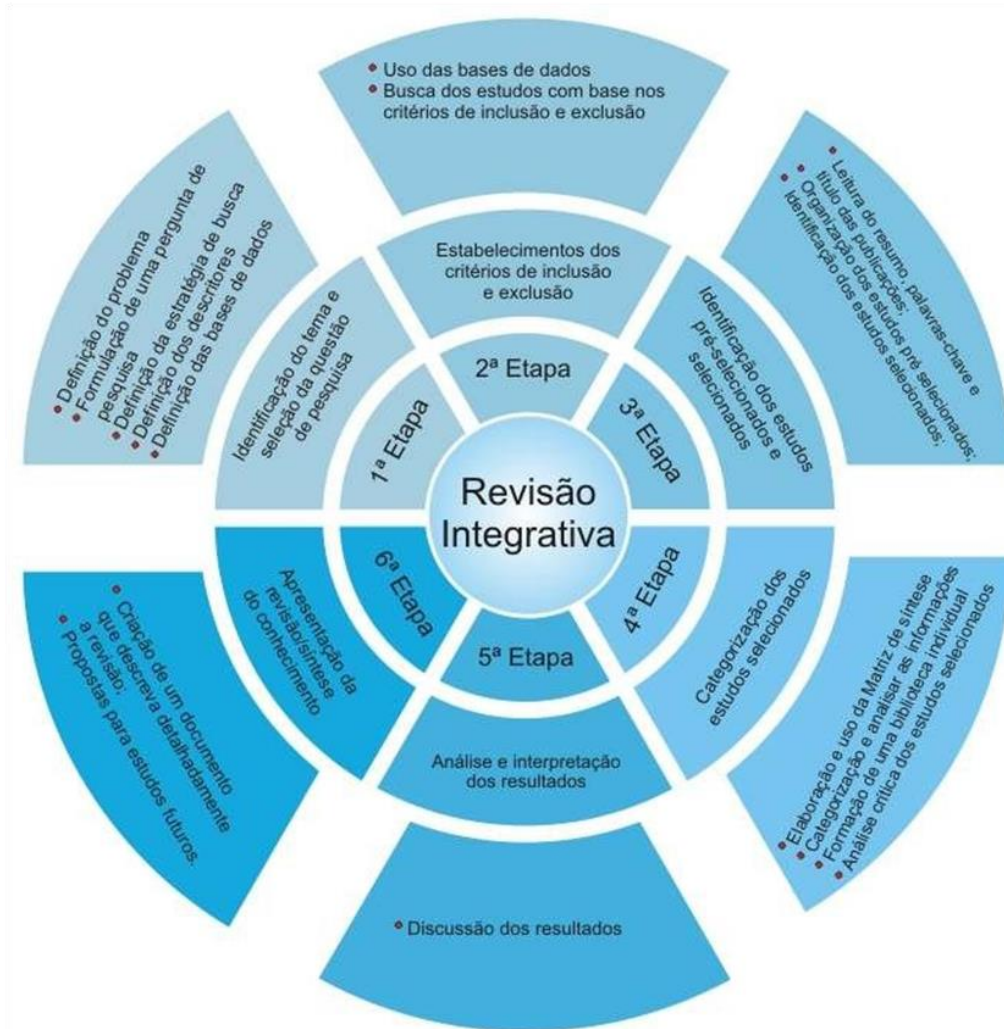 Revisão
Integrativa
1ª Etapa
Identificação do tema e
seleção da questão
de pesquisa
Definição do problema
Formulação de uma pergunta de
pesquisa
Definição da estratégia de busca
Definição dos descritores
Definição das bases de dados
2ª Etapa
Estabelecimentos dos
critérios de inclusão
e exclusão
Uso das bases de dados
Busca dos estudos com base nos
critérios de inclusão e exclusão
3ª Etapa
Identificação dos estudos
pré-selecionados e
selecionados
Leitura do resumo, palavras-chave e
título das publicações;
Organização dos estudos pré selecionados;
Identificação dos estudos selecionados;
4ª Etapa
Categorização dos
estudos selecionados
Elaboração e uso da Matriz de síntese
Categorização e analisar as informações
Formação de uma biblioteca individual
Análise crítica dos estudos selecionados
5ª Etapa
Análise e interpretação
dos resultados
Discussão dos resultados
6ª Etapa
Apresentação da
revisão/síntese
do conhecimento
Criação de um documento
que descreva detalhadamente
a revisão;
Propostas para estudos futuros.